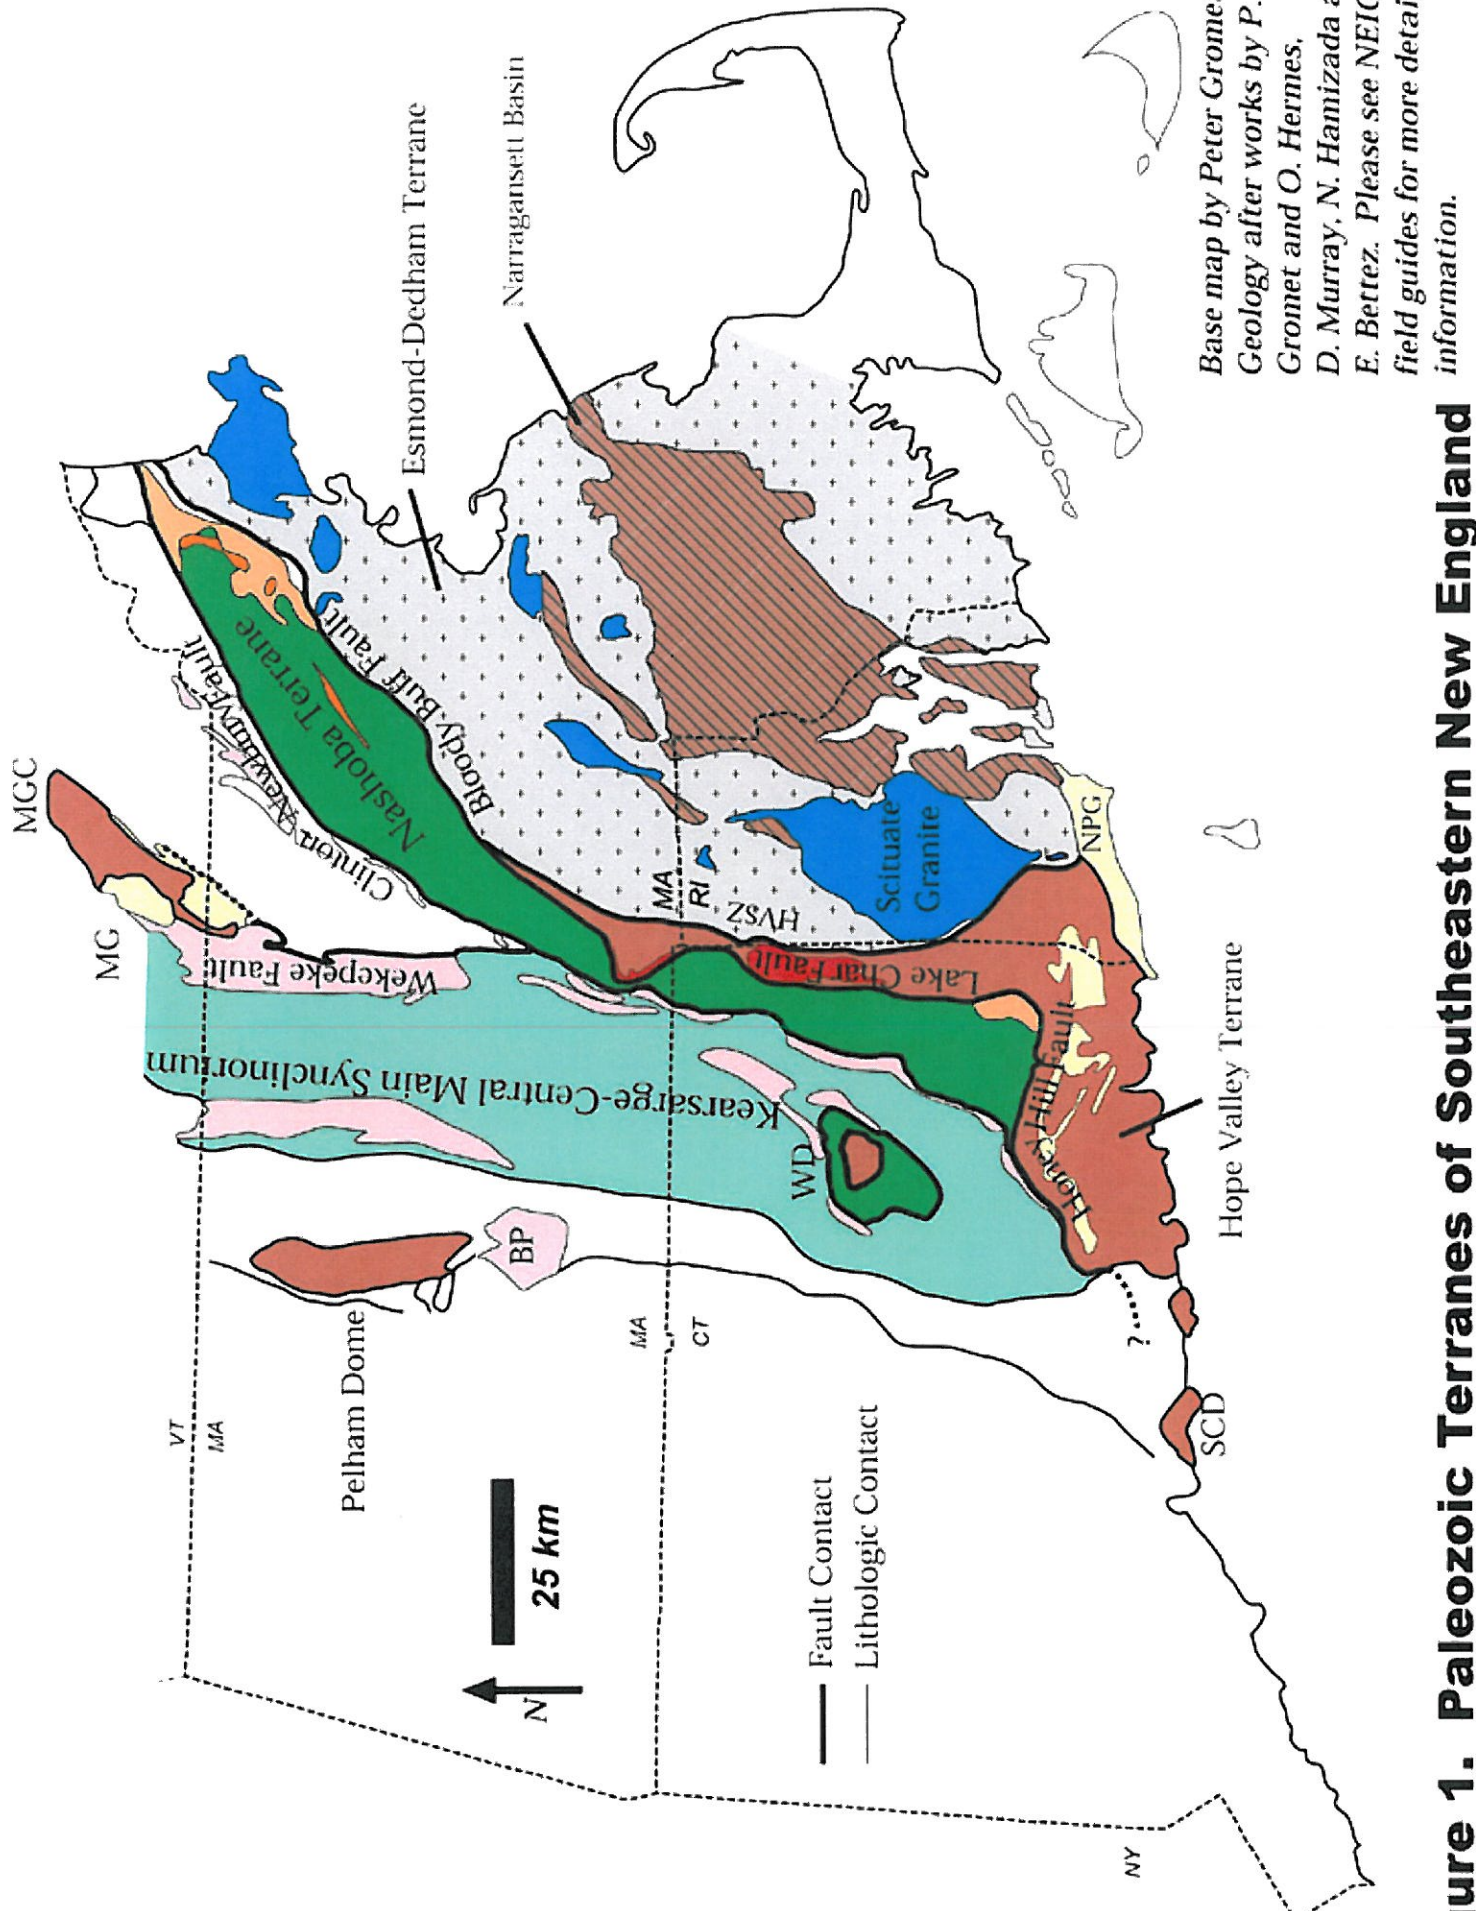 MGC
MG
VT
MA
Pelham Dome
BP
Wekepeke Fault
Kearsarge-Central Main Synclinorium
Clinton Newbury Fault
Nashoba Terrane
Bloody Buff Fault
Esmond-Dedham Terrane
Narragansett Basin
MA
CT
MA
RI
HVSZ
WD
Lake Char Fault
Scituate
Granite
NPG
Honey Hill Fault
Hope Valley Terrane
?
SCD
NY
N
25 km
Fault Contact
Lithologic Contact
Base map by Peter Grome
Geology after works by P.
Gromet and O. Hermes,
D. Murray, N. Hamizada a
E. Bettez. Please see NEIG
field guides for more detai
information.
ure 1. Paleozoic Terranes of Southeastern New England